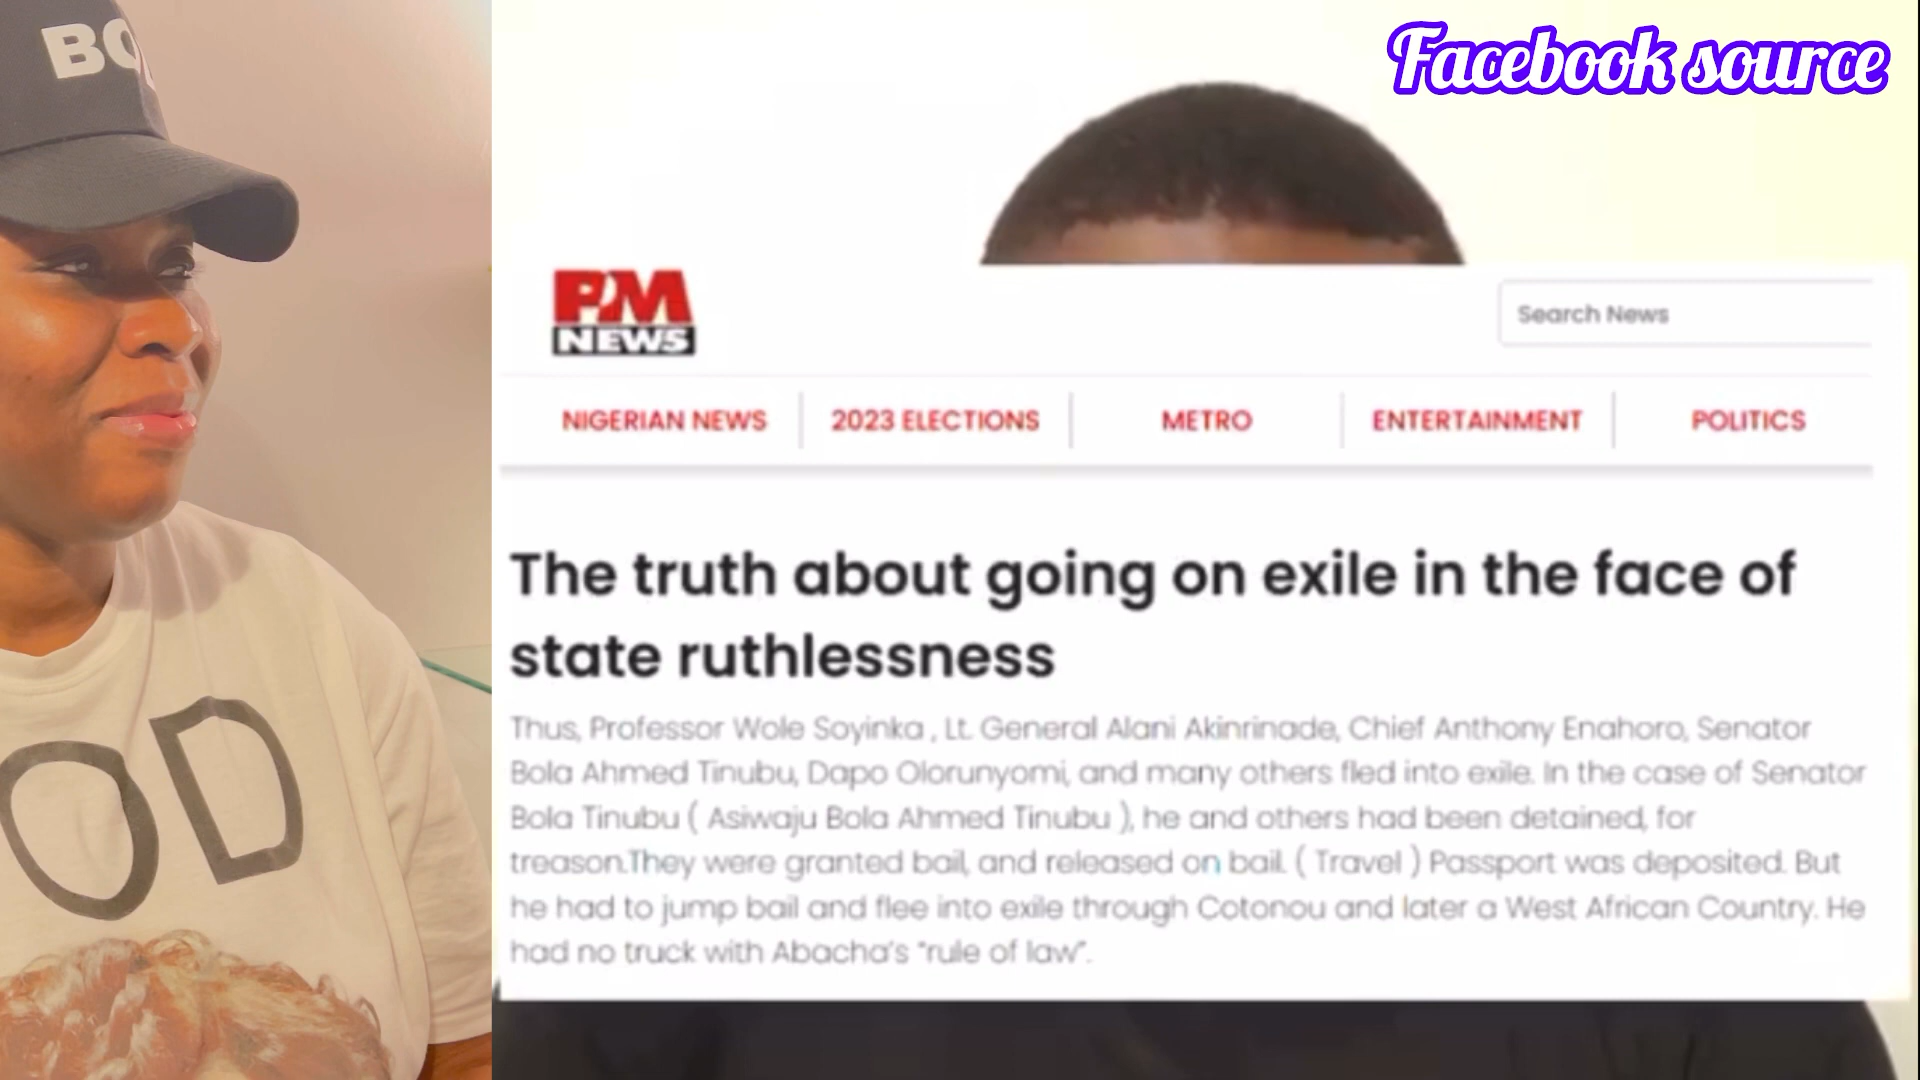 Facebook source
BO
PM
NEWS
Search News
NIGERIAN NEWS
2023 ELECTIONS
METRO
ENTERTAINMENT
POLITICS
The truth about going on exile in the face of
state ruthlessness
Thus, Professor Wole Soyinka , Lt. General Alani Akinrinade, Chief Anthony Enahoro, Senator
Bola Ahmed Tinubu, Dapo Olorunyomi, and many others fled into exile. In the case of Senator
Bola Tinubu ( Asiwaju Bola Ahmed Tinubu ), he and others had been detained, for
treason.They were granted bail, and released on bail. ( Travel ) Passport was deposited. But
he had to jump bail and flee into exile through Cotonou and later a West African Country. He
had no truck with Abacha's "rule of law".
OD